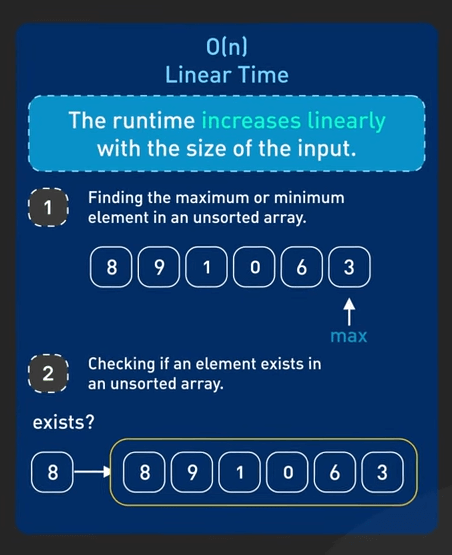 O(n)
Linear Time
The runtime increases linearly
with the size of the input.
1
Finding the maximum or minimum
element in an unsorted array.
8 9 1 0 6 3
max
2
Checking if an element exists in
an unsorted array.
exists?
8 8 9 1 0 6 3